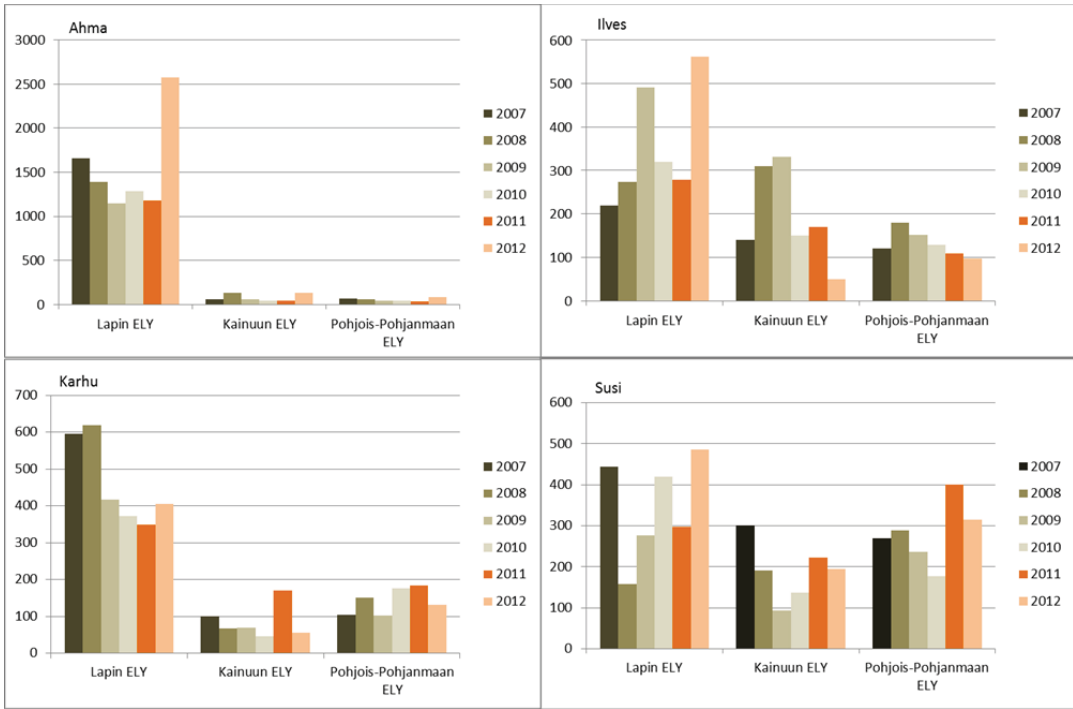 Ahma
3000
2500
2000
1500
1000
500
0
Lapin ELY
Kainuun ELY
Pohjois-Pohjanmaan
ELY
2007
2008
2009
2010
2011
2012
Ilves
600
500
400
300
200
100
0
Lapin ELY
Kainuun ELY
Pohjois-Pohjanmaan
ELY
2007
2008
2009
2010
2011
2012
Karhu
700
600
500
400
300
200
100
0
Lapin ELY
Kainuun ELY
Pohjois-Pohjanmaan
ELY
2007
2008
2009
2010
2011
2012
Susi
600
500
400
300
200
100
0
Lapin ELY
Kainuun ELY
Pohjois-Pohjanmaan
ELY
2007
2008
2009
2010
2011
2012